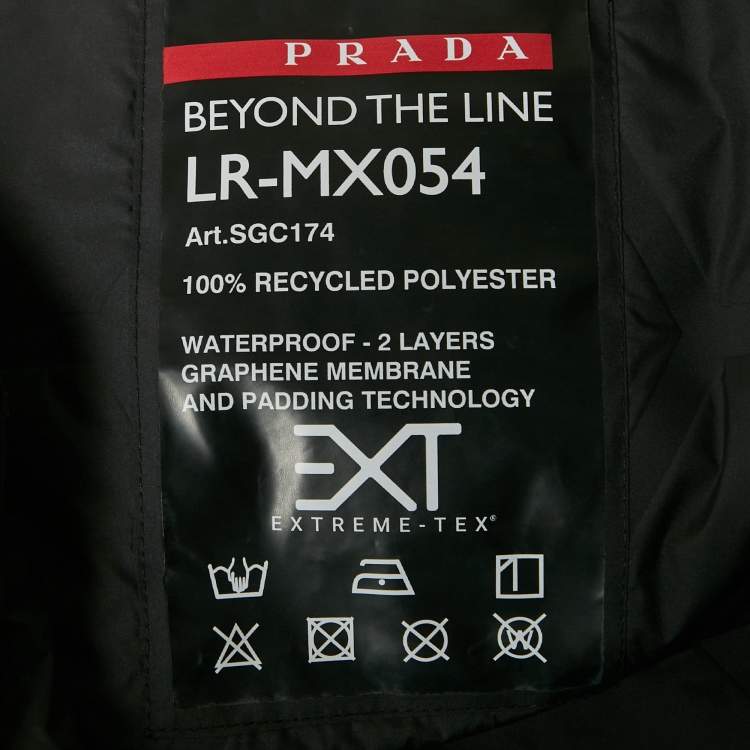 PRADA
BEYOND THE LINE
LR-MX054
Art.SGC174
100% RECYCLED POLYESTER
WATERPROOF - 2 LAYERS
GRAPHENE MEMBRANE
AND PADDING TECHNOLOGY
EXT
EXTREME-TEX®
W